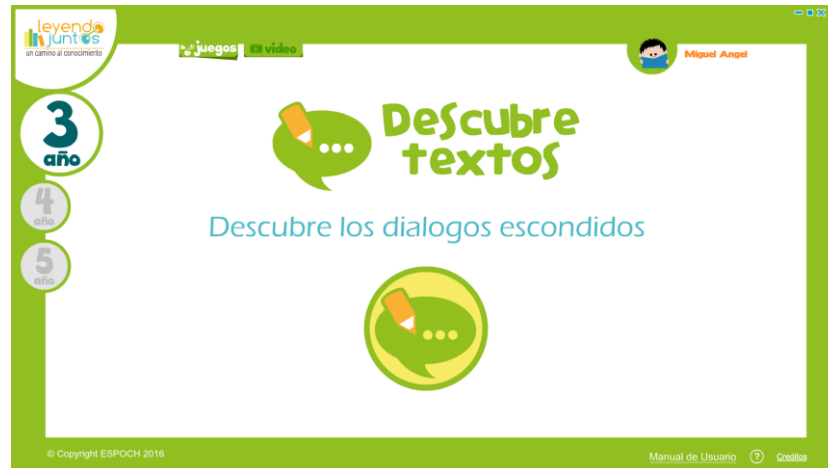 leyendo
juntos
un camino al conocimiento
juegos
video
Miguel Angel
3
año
4
año
5
año
Descubre
textos
Descubre los dialogos escondidos
© Copyright ESPOCH 2016
Manual de Usuario
?
Creditos